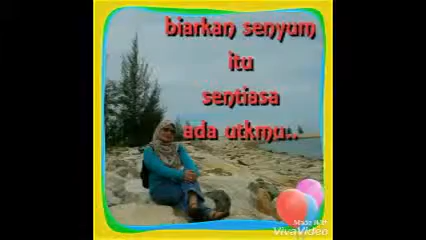 biarkan senyum
itu
sentiasa
ada utkmu..
Made With
VivaVideo